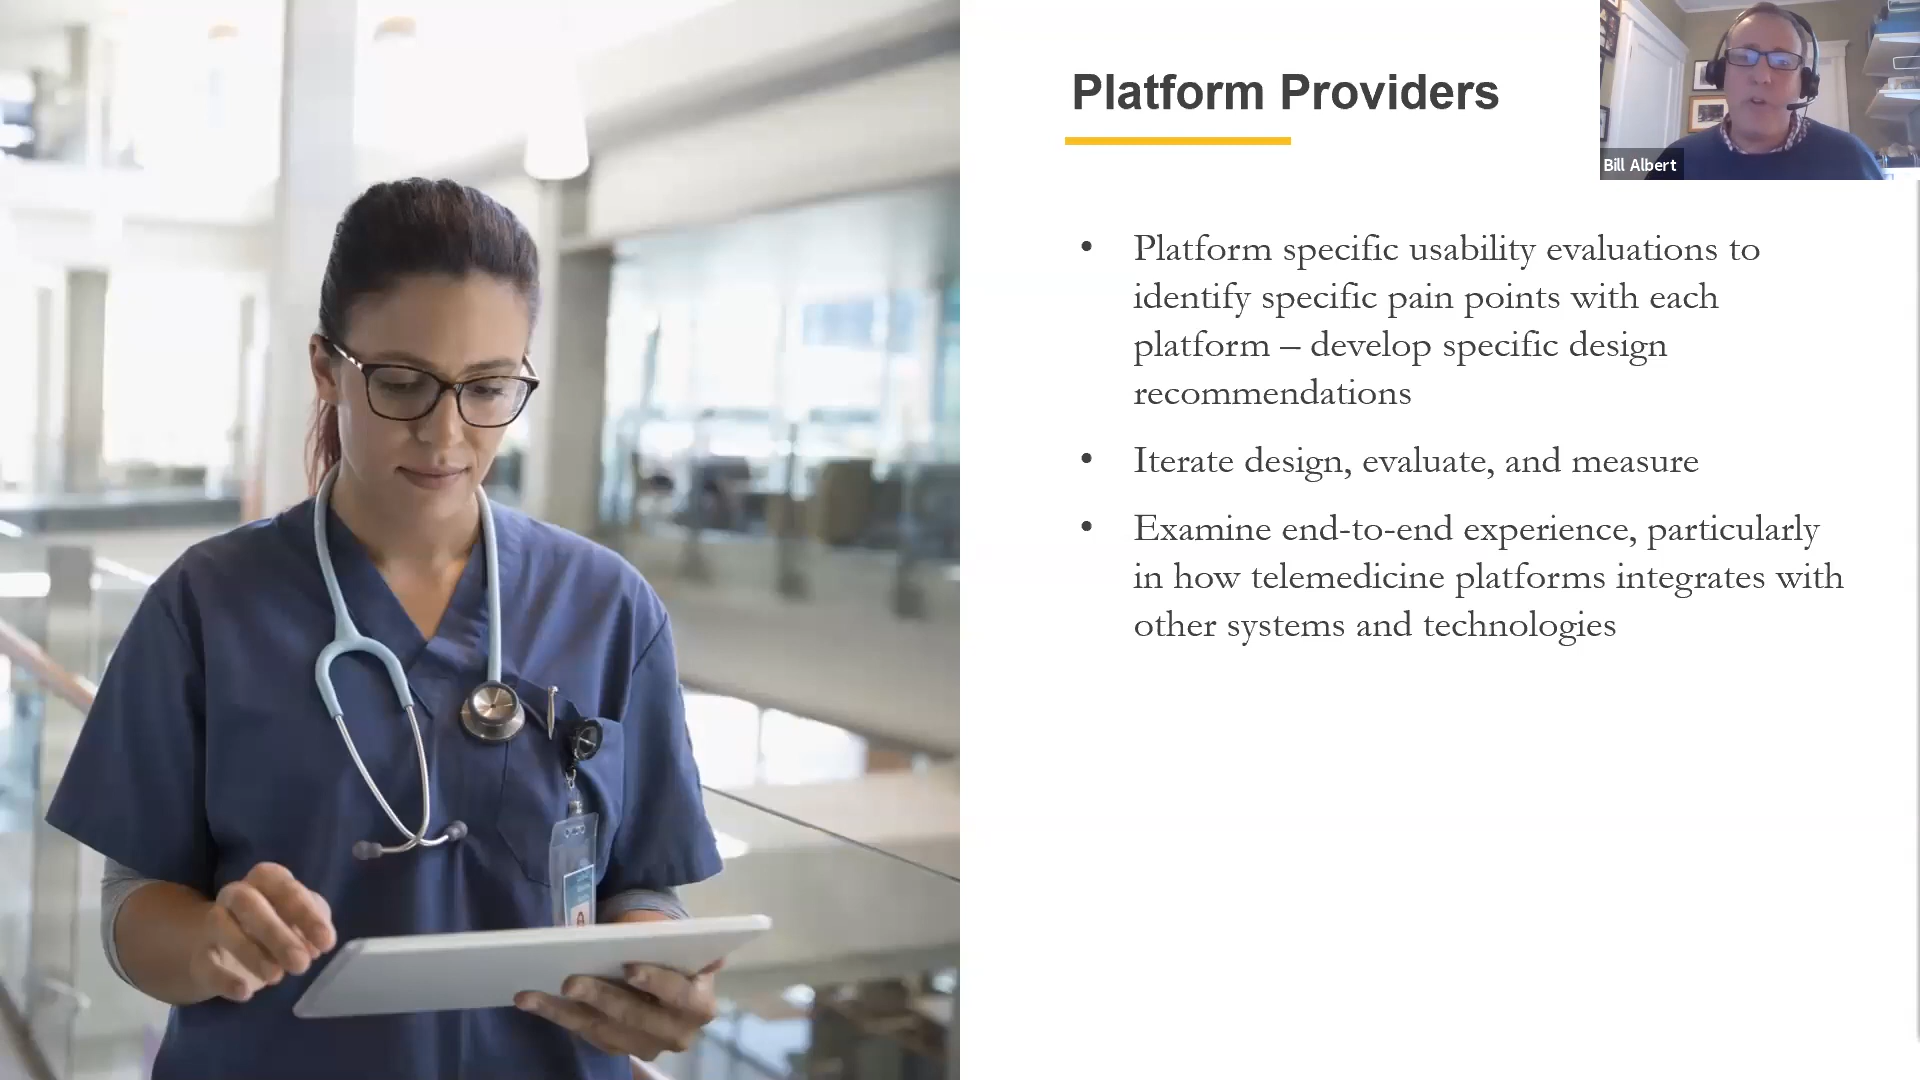 Platform Providers
Bill Albert
• Platform specific usability evaluations to
identify specific pain points with each
platform – develop specific design
recommendations
• Iterate design, evaluate, and measure
• Examine end-to-end experience, particularly
in how telemedicine platforms integrates with
other systems and technologies